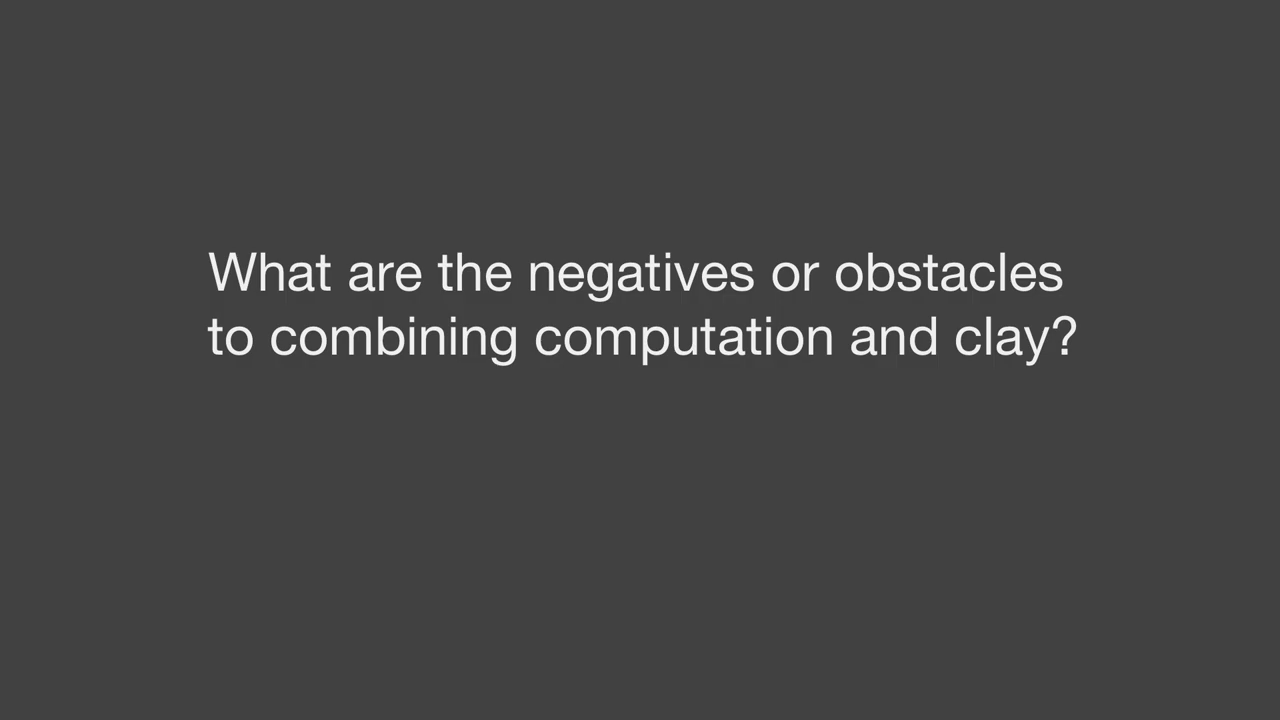 What are the negatives or obstacles
to combining computation and clay?